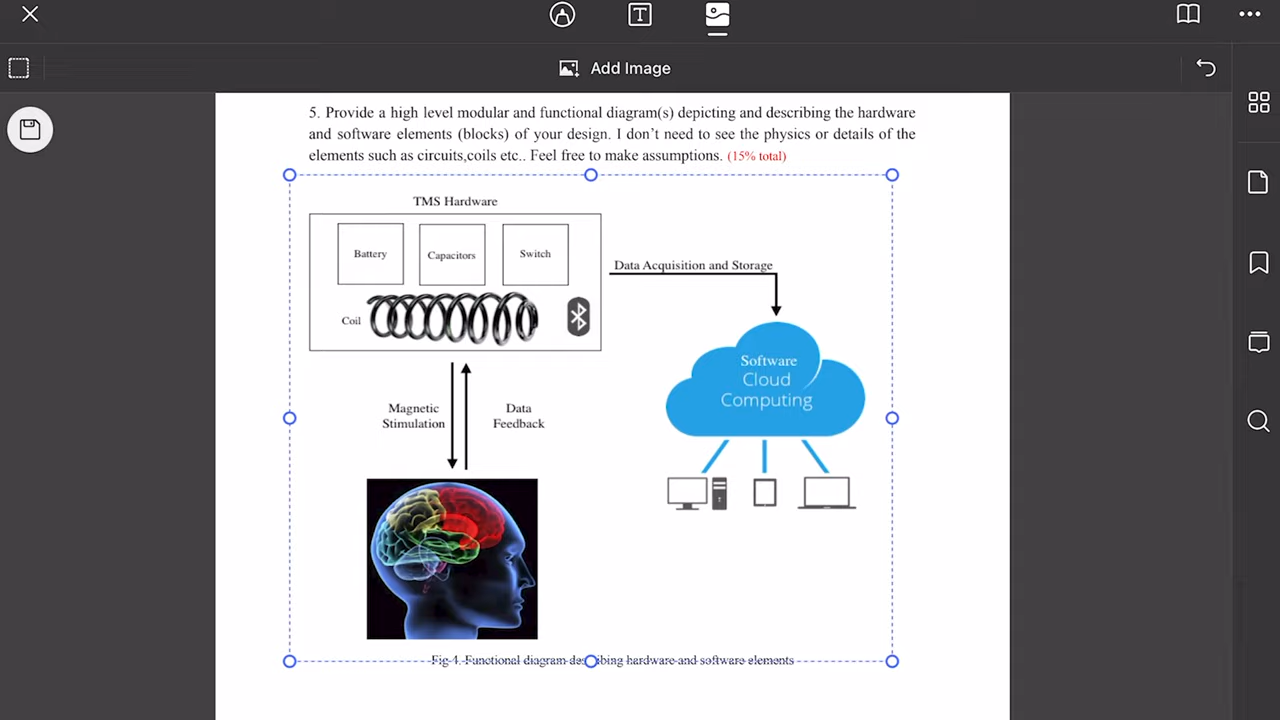 Add Image
5. Provide a high level modular and functional diagram(s) depicting and describing the hardware
and software elements (blocks) of your design. I don't need to see the physics or details of the
elements such as circuits,coils etc.. Feel free to make assumptions. (15% total)
TMS Hardware
Battery
Capacitors
Switch
Coil
Data Acquisition and Storage
Software
Cloud
Computing
Magnetic
Stimulation
Data
Feedback
Fig 4. Functional diagram describing hardware and software elements